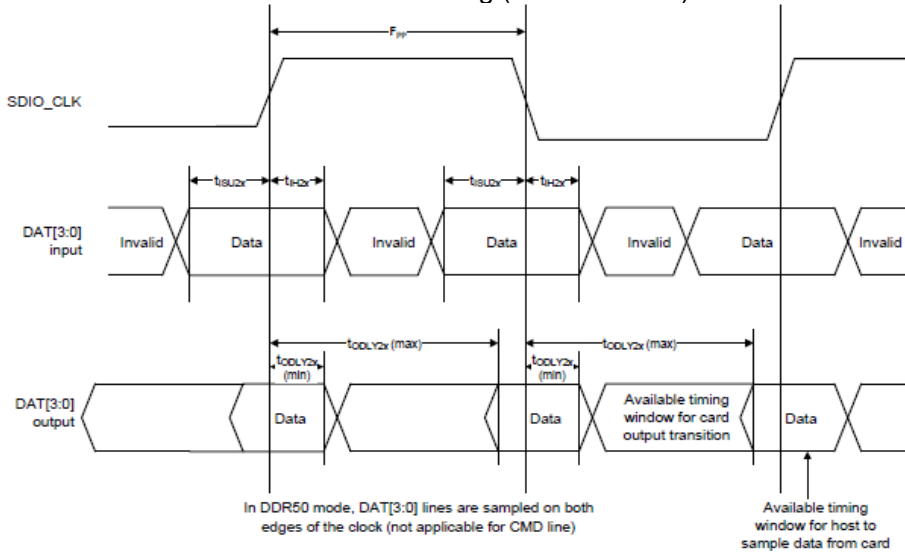 Fpp
SDIO_CLK
tISU2x tIH2x tISU2x tIH2x
DAT[3:0]
input
Invalid Data Invalid Data Invalid Data Invalid
tODLY2x (max) tODLY2x (max)
tODLY2x
(min)
tODLY2x
(min)
DAT[3:0]
output
Data Data
Available timing
window for card
output transition
Data
In DDR50 mode, DAT[3:0] lines are sampled on both
edges of the clock (not applicable for CMD line)
Available timing
window for host to
sample data from card